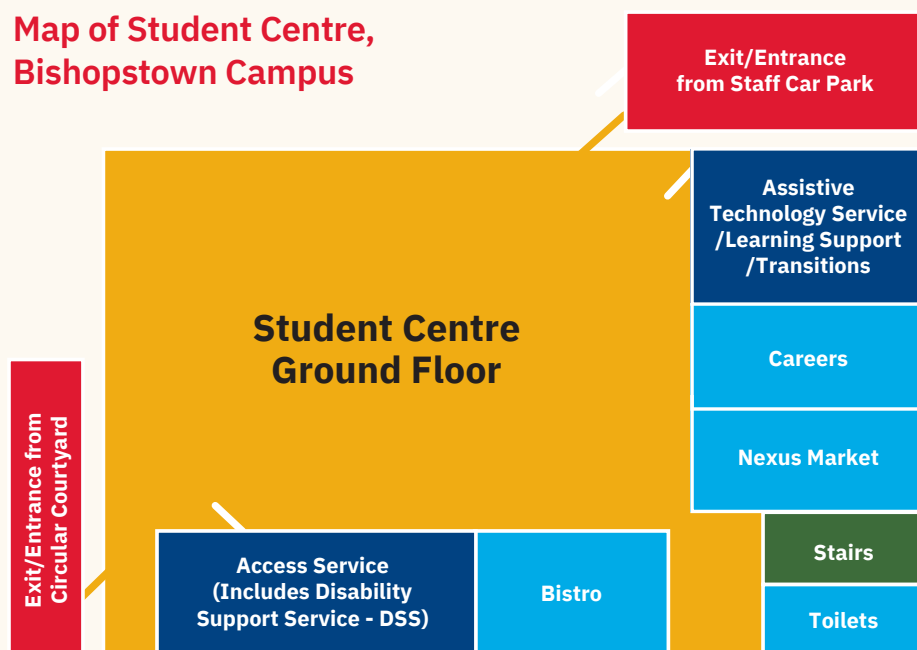 Map of Student Centre,
Bishopstown Campus
Exit/Entrance
from Staff Car Park
Assistive
Technology Service
/Learning Support
/Transitions
Student Centre
Ground Floor
Careers
Exit/Entrance from
Circular Courtyard
Nexus Market
Stairs
Access Service
(Includes Disability
Support Service - DSS)
Bistro
Toilets